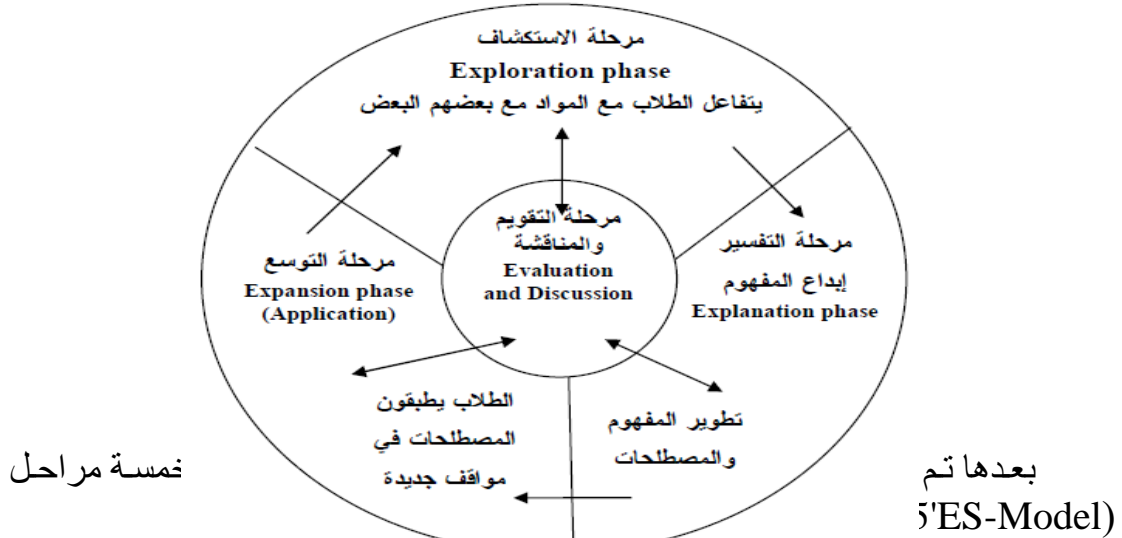 مرحلة الاستكشاف
Exploration phase
يتفاعل الطلاب مع المواد مع بعضهم البعض
مرحلة التفسير
إبداع المفهوم
Explanation phase
مرحلة التقويم
والمناقشة
Evaluation
and Discussion
مرحلة التوسع
Expansion phase
(Application)
تطوير المفهوم
والمصطلحات
الطلاب يطبقون
المصطلحات في
مواقف جديدة
بعدها تم خمسة مراحل
5'ES-Model)